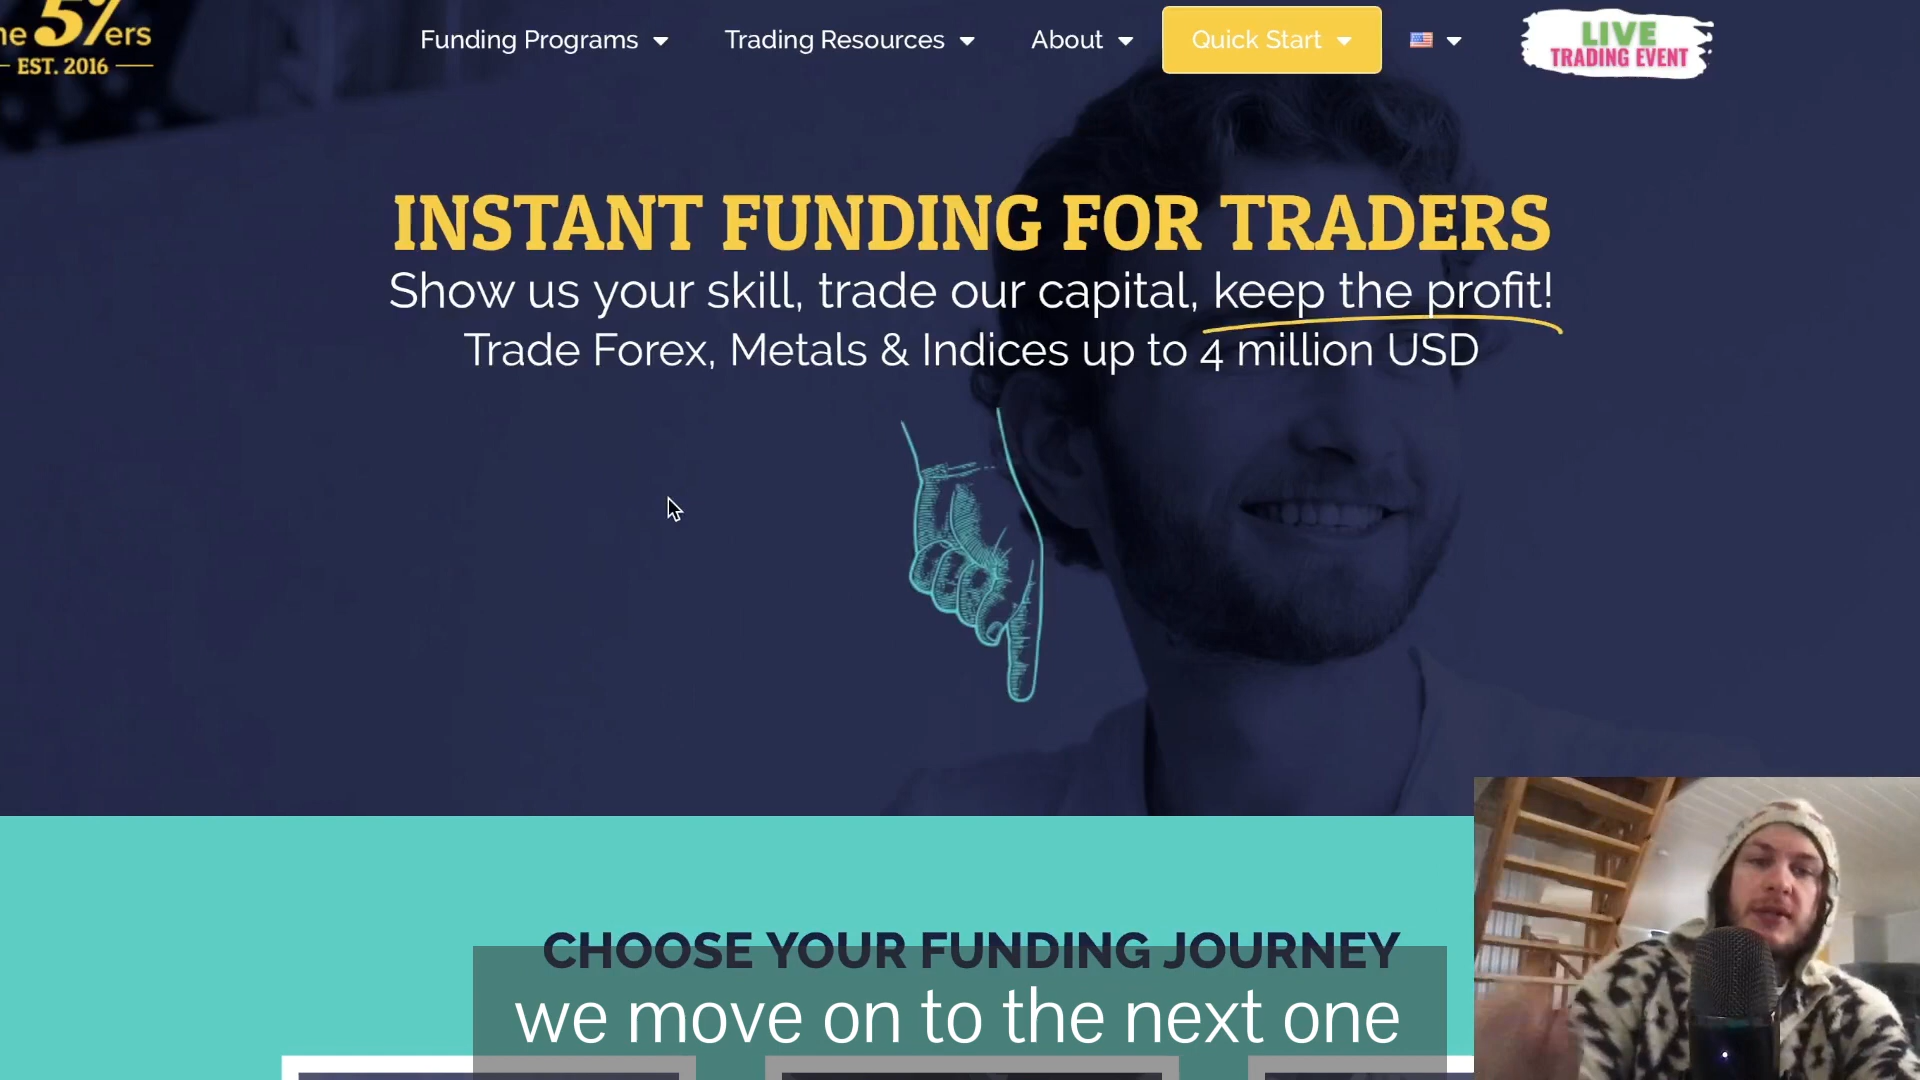 he 5%ers
EST. 2016
Funding Programs
Trading Resources
About
Quick Start
LIVE
TRADING EVENT
INSTANT FUNDING FOR TRADERS
Show us your skill, trade our capital, keep the profit!
Trade Forex, Metals & Indices up to 4 million USD
CHOOSE YOUR FUNDING JOURNEY
we move on to the next one